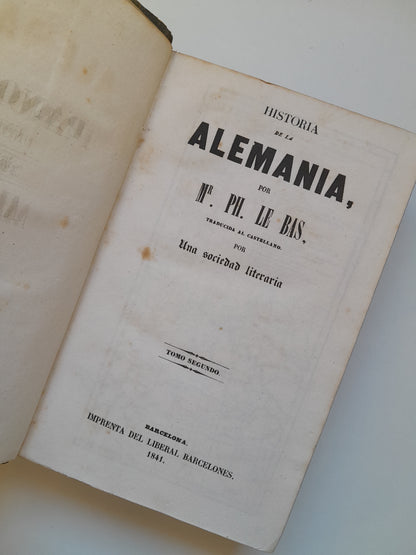 HISTORIA
DE LA
ALEMANIA,
POR
MR. PH. LE BAS,
TRADUCIDA AL CASTELLANO.
POR
Una sociedad literaria
TOMO SEGUNDO.
BARCELONA.
IMPRENTA DEL LIBERAL BARCELONES.
1841.